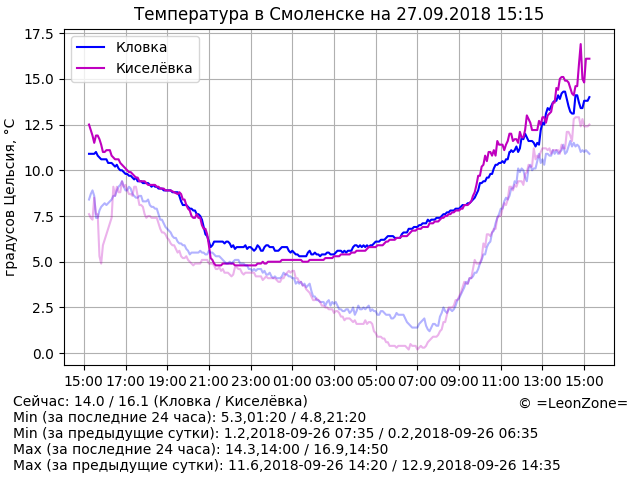 Температура в Смоленске на 27.09.2018 15:15
17.5
15.0
12.5
10.0
7.5
5.0
2.5
0.0
градусов Цельсия, °C
Кловка
Киселёвка
15:00 17:00 19:00 21:00 23:00 01:00 03:00 05:00 07:00 09:00 11:00 13:00 15:00
Сейчас: 14.0 / 16.1 (Кловка / Киселёвка)
© =LeonZone=
Min (за последние 24 часа): 5.3,01:20 / 4.8,21:20
Min (за предыдущие сутки): 1.2,2018-09-26 07:35 / 0.2,2018-09-26 06:35
Max (за последние 24 часа): 14.3,14:00 / 16.9,14:50
Max (за предыдущие сутки): 11.6,2018-09-26 14:20 / 12.9,2018-09-26 14:35